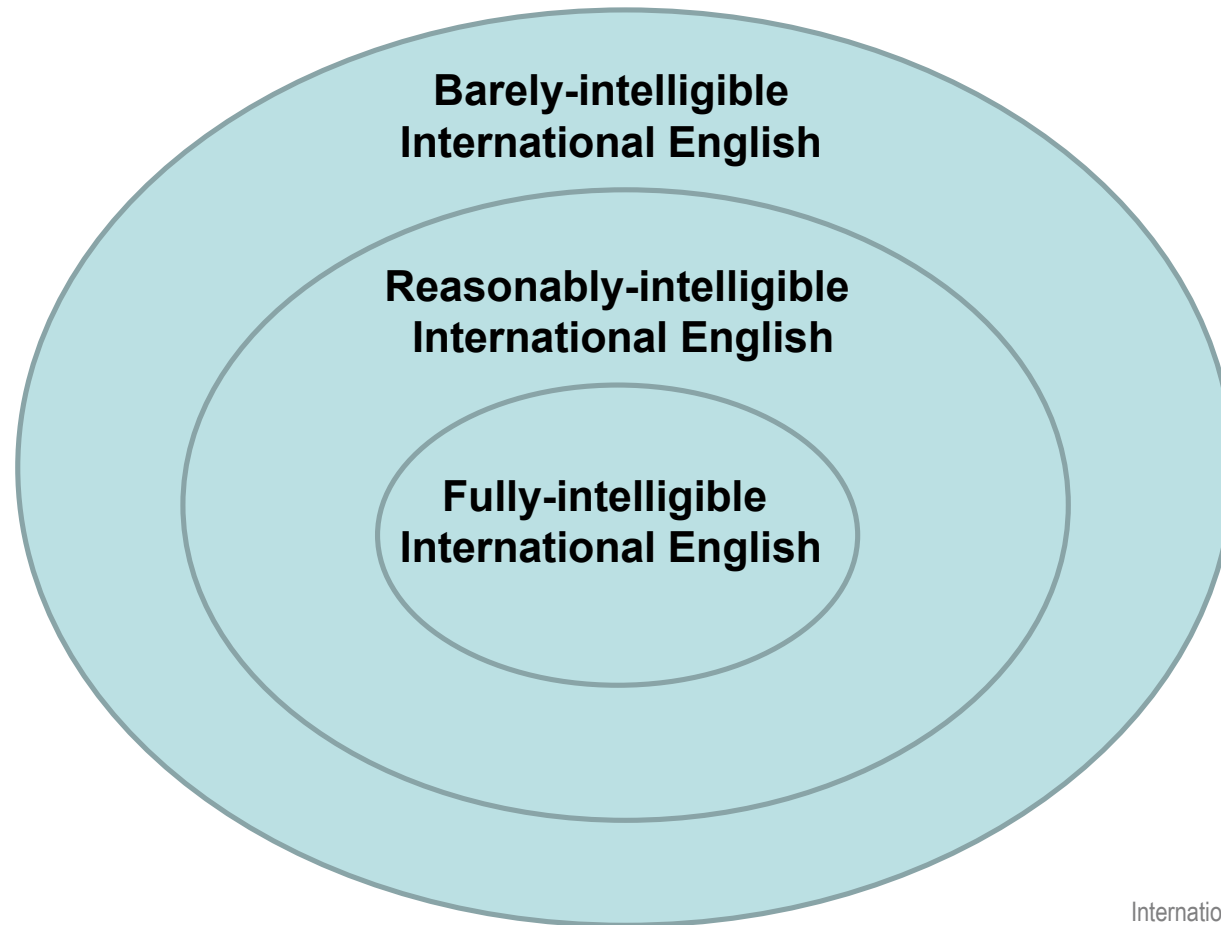 Barely-intelligible
International English
Reasonably-intelligible
International English
Fully-intelligible
International English